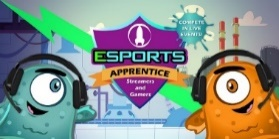 COMPETE
IN LIVE
EVENTS!
ESPORTS
APPRENTICE
Streamers
and
Gamers